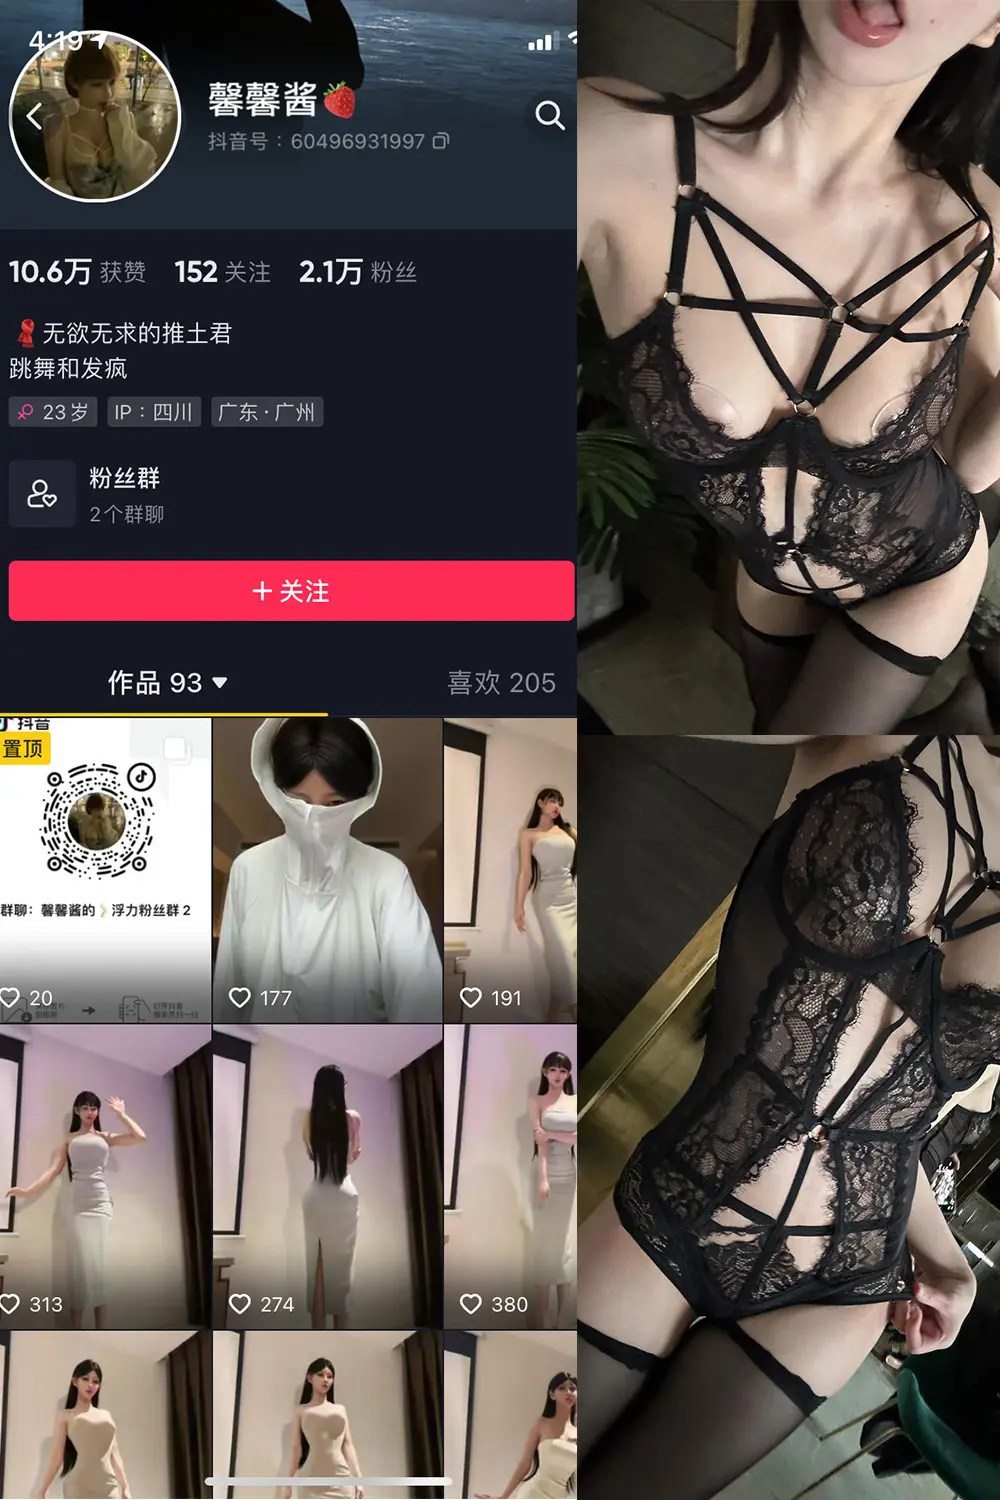 4:19
馨馨酱🍓
抖音号：60496931997
10.6万 获赞 152 关注 2.1万 粉丝
🧣无欲无求的推土君
跳舞和发疯
23岁 IP：四川 广东·广州
粉丝群
2个群聊
+ 关注
作品 93 喜欢 205
抖音
置顶
群聊：馨馨酱的 浮力粉丝群 2
20
177
191
313
274
380